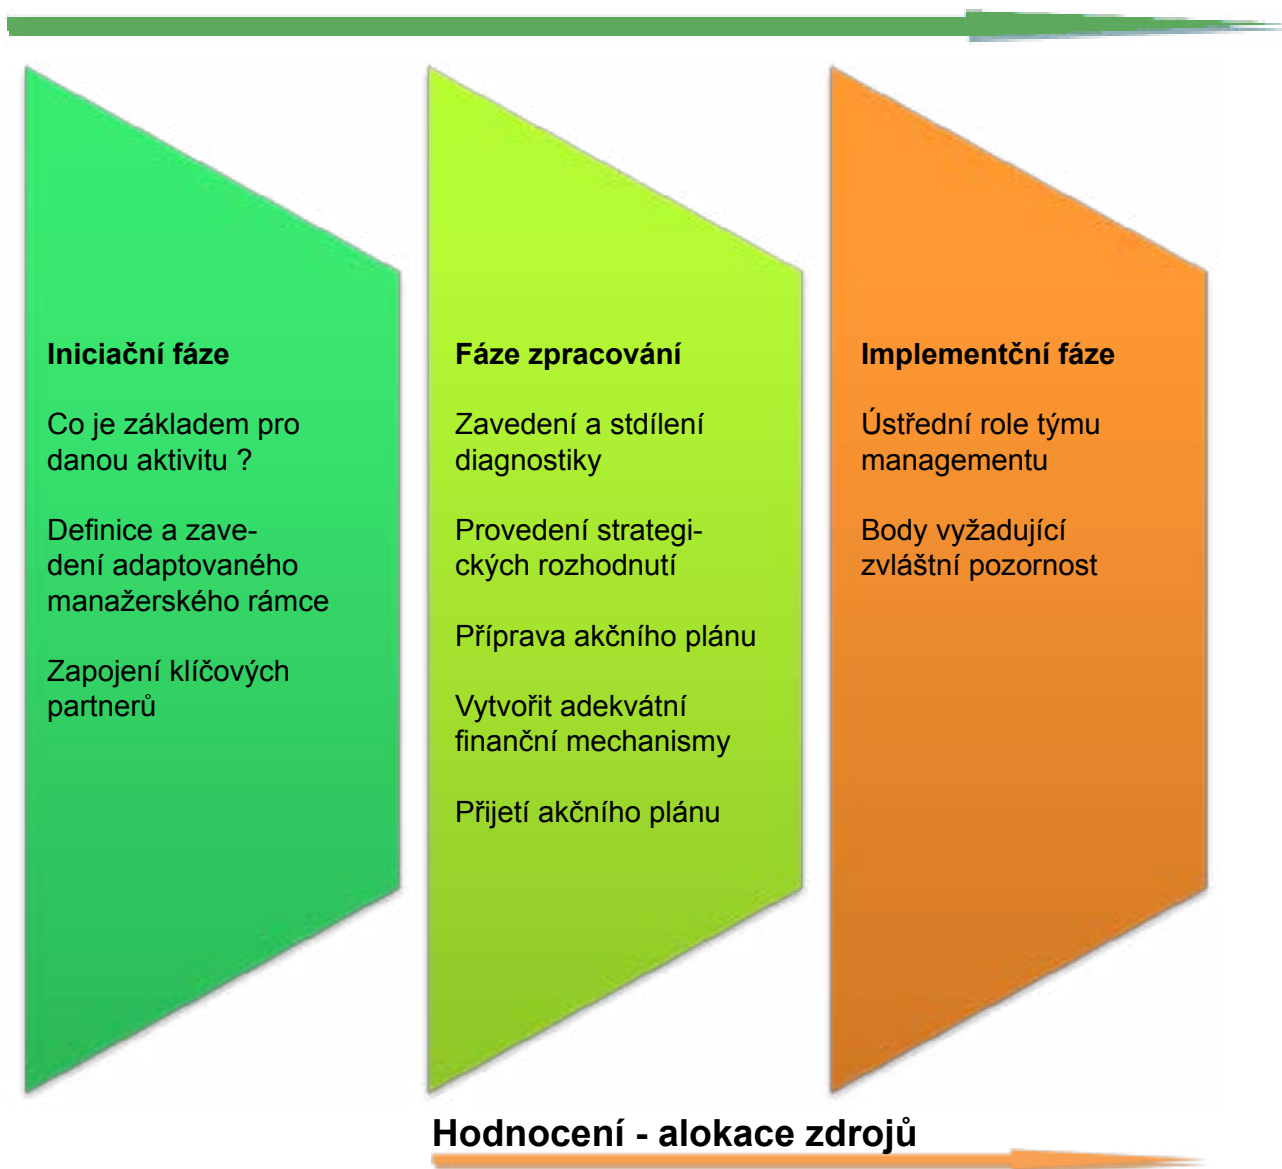 Iniciační fáze
Co je základem pro
danou aktivitu ?
Definice a zave-
dení adaptovaného
manažerského rámce
Zapojení klíčových
partnerů
Fáze zpracování
Zavedení a stdílení
diagnostiky
Provedení strategi-
ckých rozhodnutí
Příprava akčního plánu
Vytvořit adekvátní
finanční mechanismy
Přijetí akčního plánu
Implementční fáze
Ústřední role týmu
managementu
Body vyžadující
zvláštní pozornost
Hodnocení - alokace zdrojů